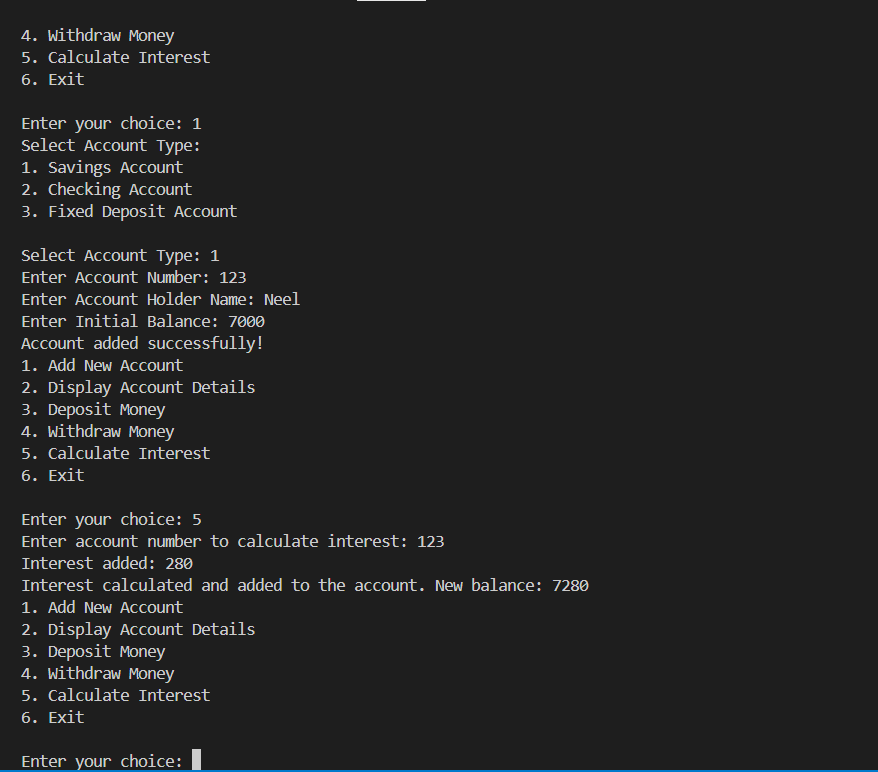 4. Withdraw Money
5. Calculate Interest
6. Exit
Enter your choice: 1
Select Account Type:
1. Savings Account
2. Checking Account
3. Fixed Deposit Account
Select Account Type: 1
Enter Account Number: 123
Enter Account Holder Name: Neel
Enter Initial Balance: 7000
Account added successfully!
1. Add New Account
2. Display Account Details
3. Deposit Money
4. Withdraw Money
5. Calculate Interest
6. Exit
Enter your choice: 5
Enter account number to calculate interest: 123
Interest added: 280
Interest calculated and added to the account. New balance: 7280
1. Add New Account
2. Display Account Details
3. Deposit Money
4. Withdraw Money
5. Calculate Interest
6. Exit
Enter your choice: